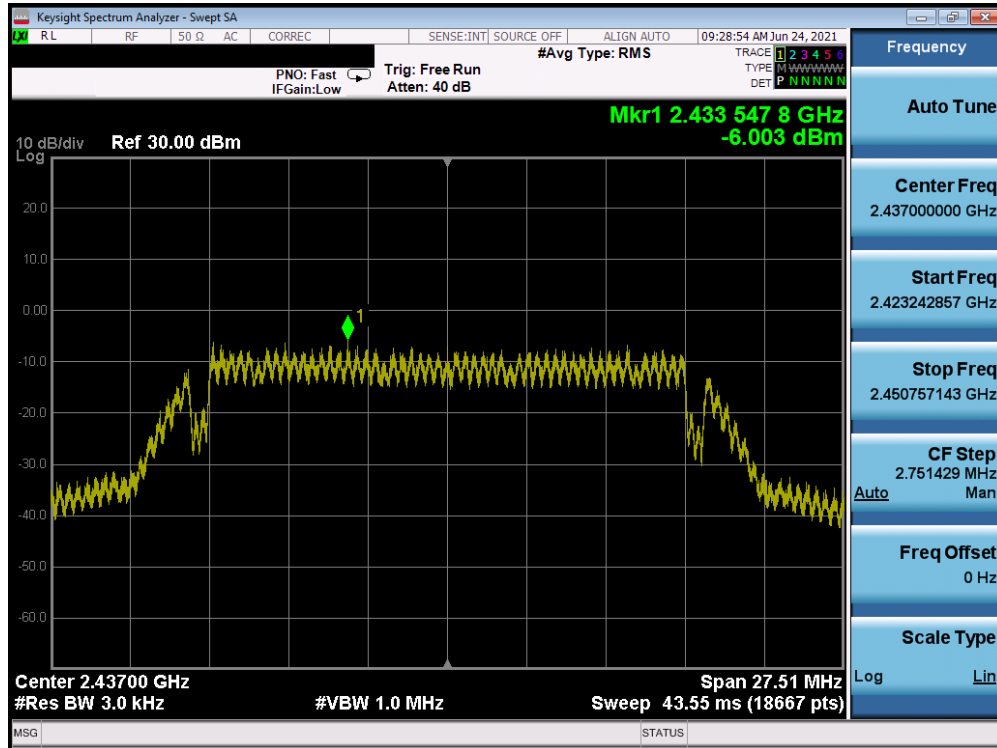 Keysight Spectrum Analyzer - Swept SA
LXI RL RF 50 Ω AC CORREC SENSE:INT SOURCE OFF ALIGN AUTO 09:28:54 AM Jun 24, 2021
#Avg Type: RMS TRACE 1 2 3 4 5 6
PNO: Fast Trig: Free Run TYPE M WWWWW
IFGain:Low Atten: 40 dB DET P N N N N N
Mkr1 2.433 547 8 GHz
-6.003 dBm
10 dB/div Ref 30.00 dBm
Log
20.0
10.0
0.00
1
-10.0
-20.0
-30.0
-40.0
-50.0
-60.0
Center 2.43700 GHz Span 27.51 MHz
#Res BW 3.0 kHz #VBW 1.0 MHz Sweep 43.55 ms (18667 pts)
MSG STATUS
Frequency
Auto Tune
Center Freq
2.437000000 GHz
Start Freq
2.423242857 GHz
Stop Freq
2.450757143 GHz
CF Step
2.751429 MHz
Auto Man
Freq Offset
0 Hz
Scale Type
Log Lin